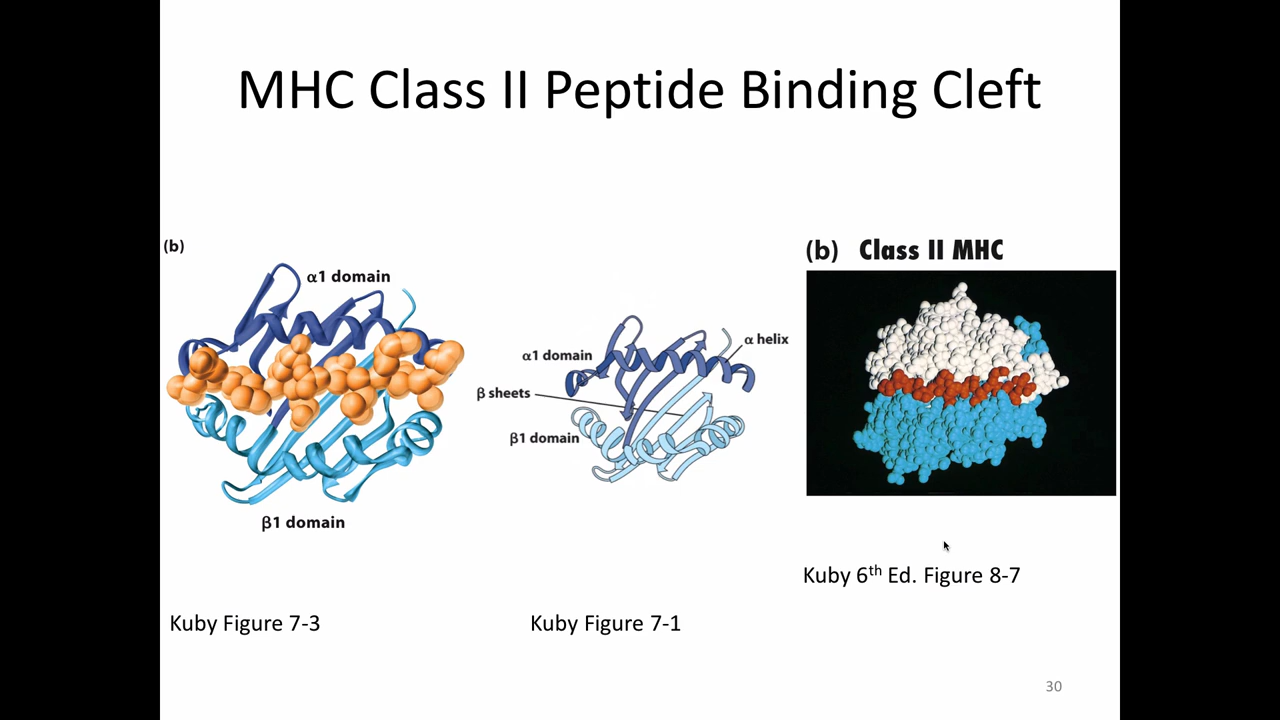 MHC Class II Peptide Binding Cleft
(b)
α1 domain
β1 domain
α1 domain
α helix
β sheets
β1 domain
(b) Class II MHC
Kuby 6th Ed. Figure 8-7
Kuby Figure 7-3
Kuby Figure 7-1
30